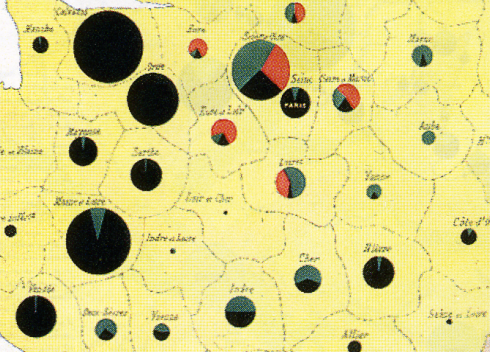 Calvados
Manche
Orne
Eure
Seine et Oise
Marne
Seine
PARIS
Seine et Marne
Eure et Loir
Mayenne
Aube
Sarthe
Loiret
Yonne
Loir et Cher
Maine et Loire
Indre et Loire
Côte d'O
Cher
Nièvre
Vendée
Indre
Deux-Sèvres
Vienne
Saône et Loire
Allier